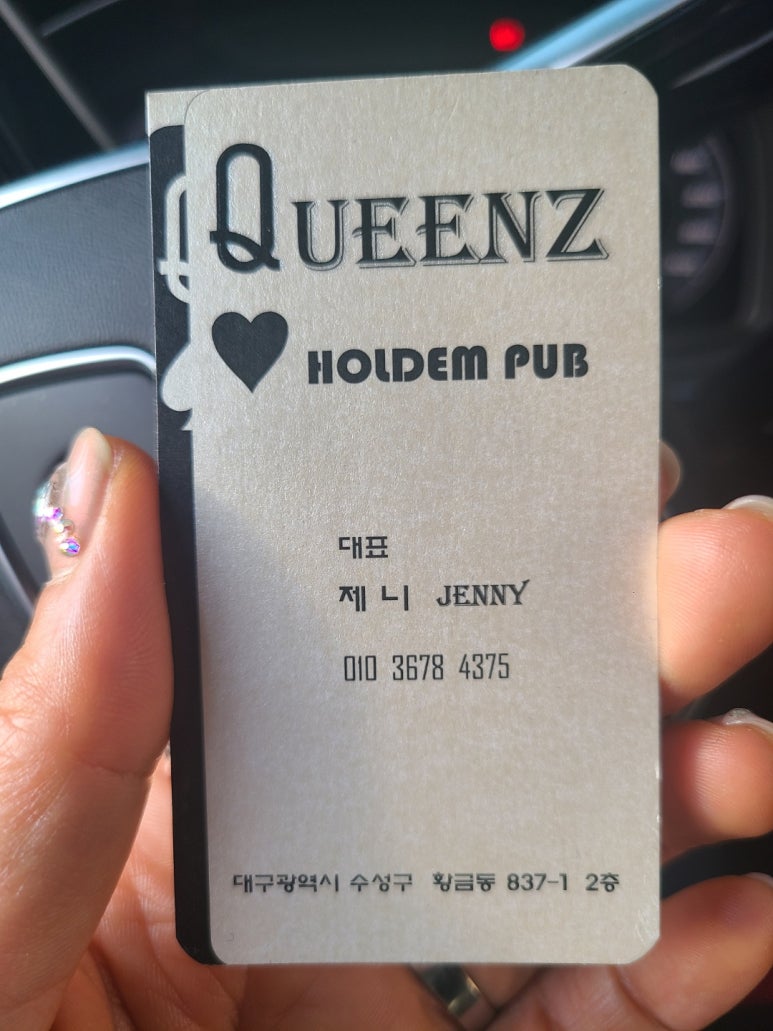 QUEENZ
HOLDEM PUB
대표
제니 JENNY
010 3678 4375
대구광역시 수성구 황금동 837-1 2층